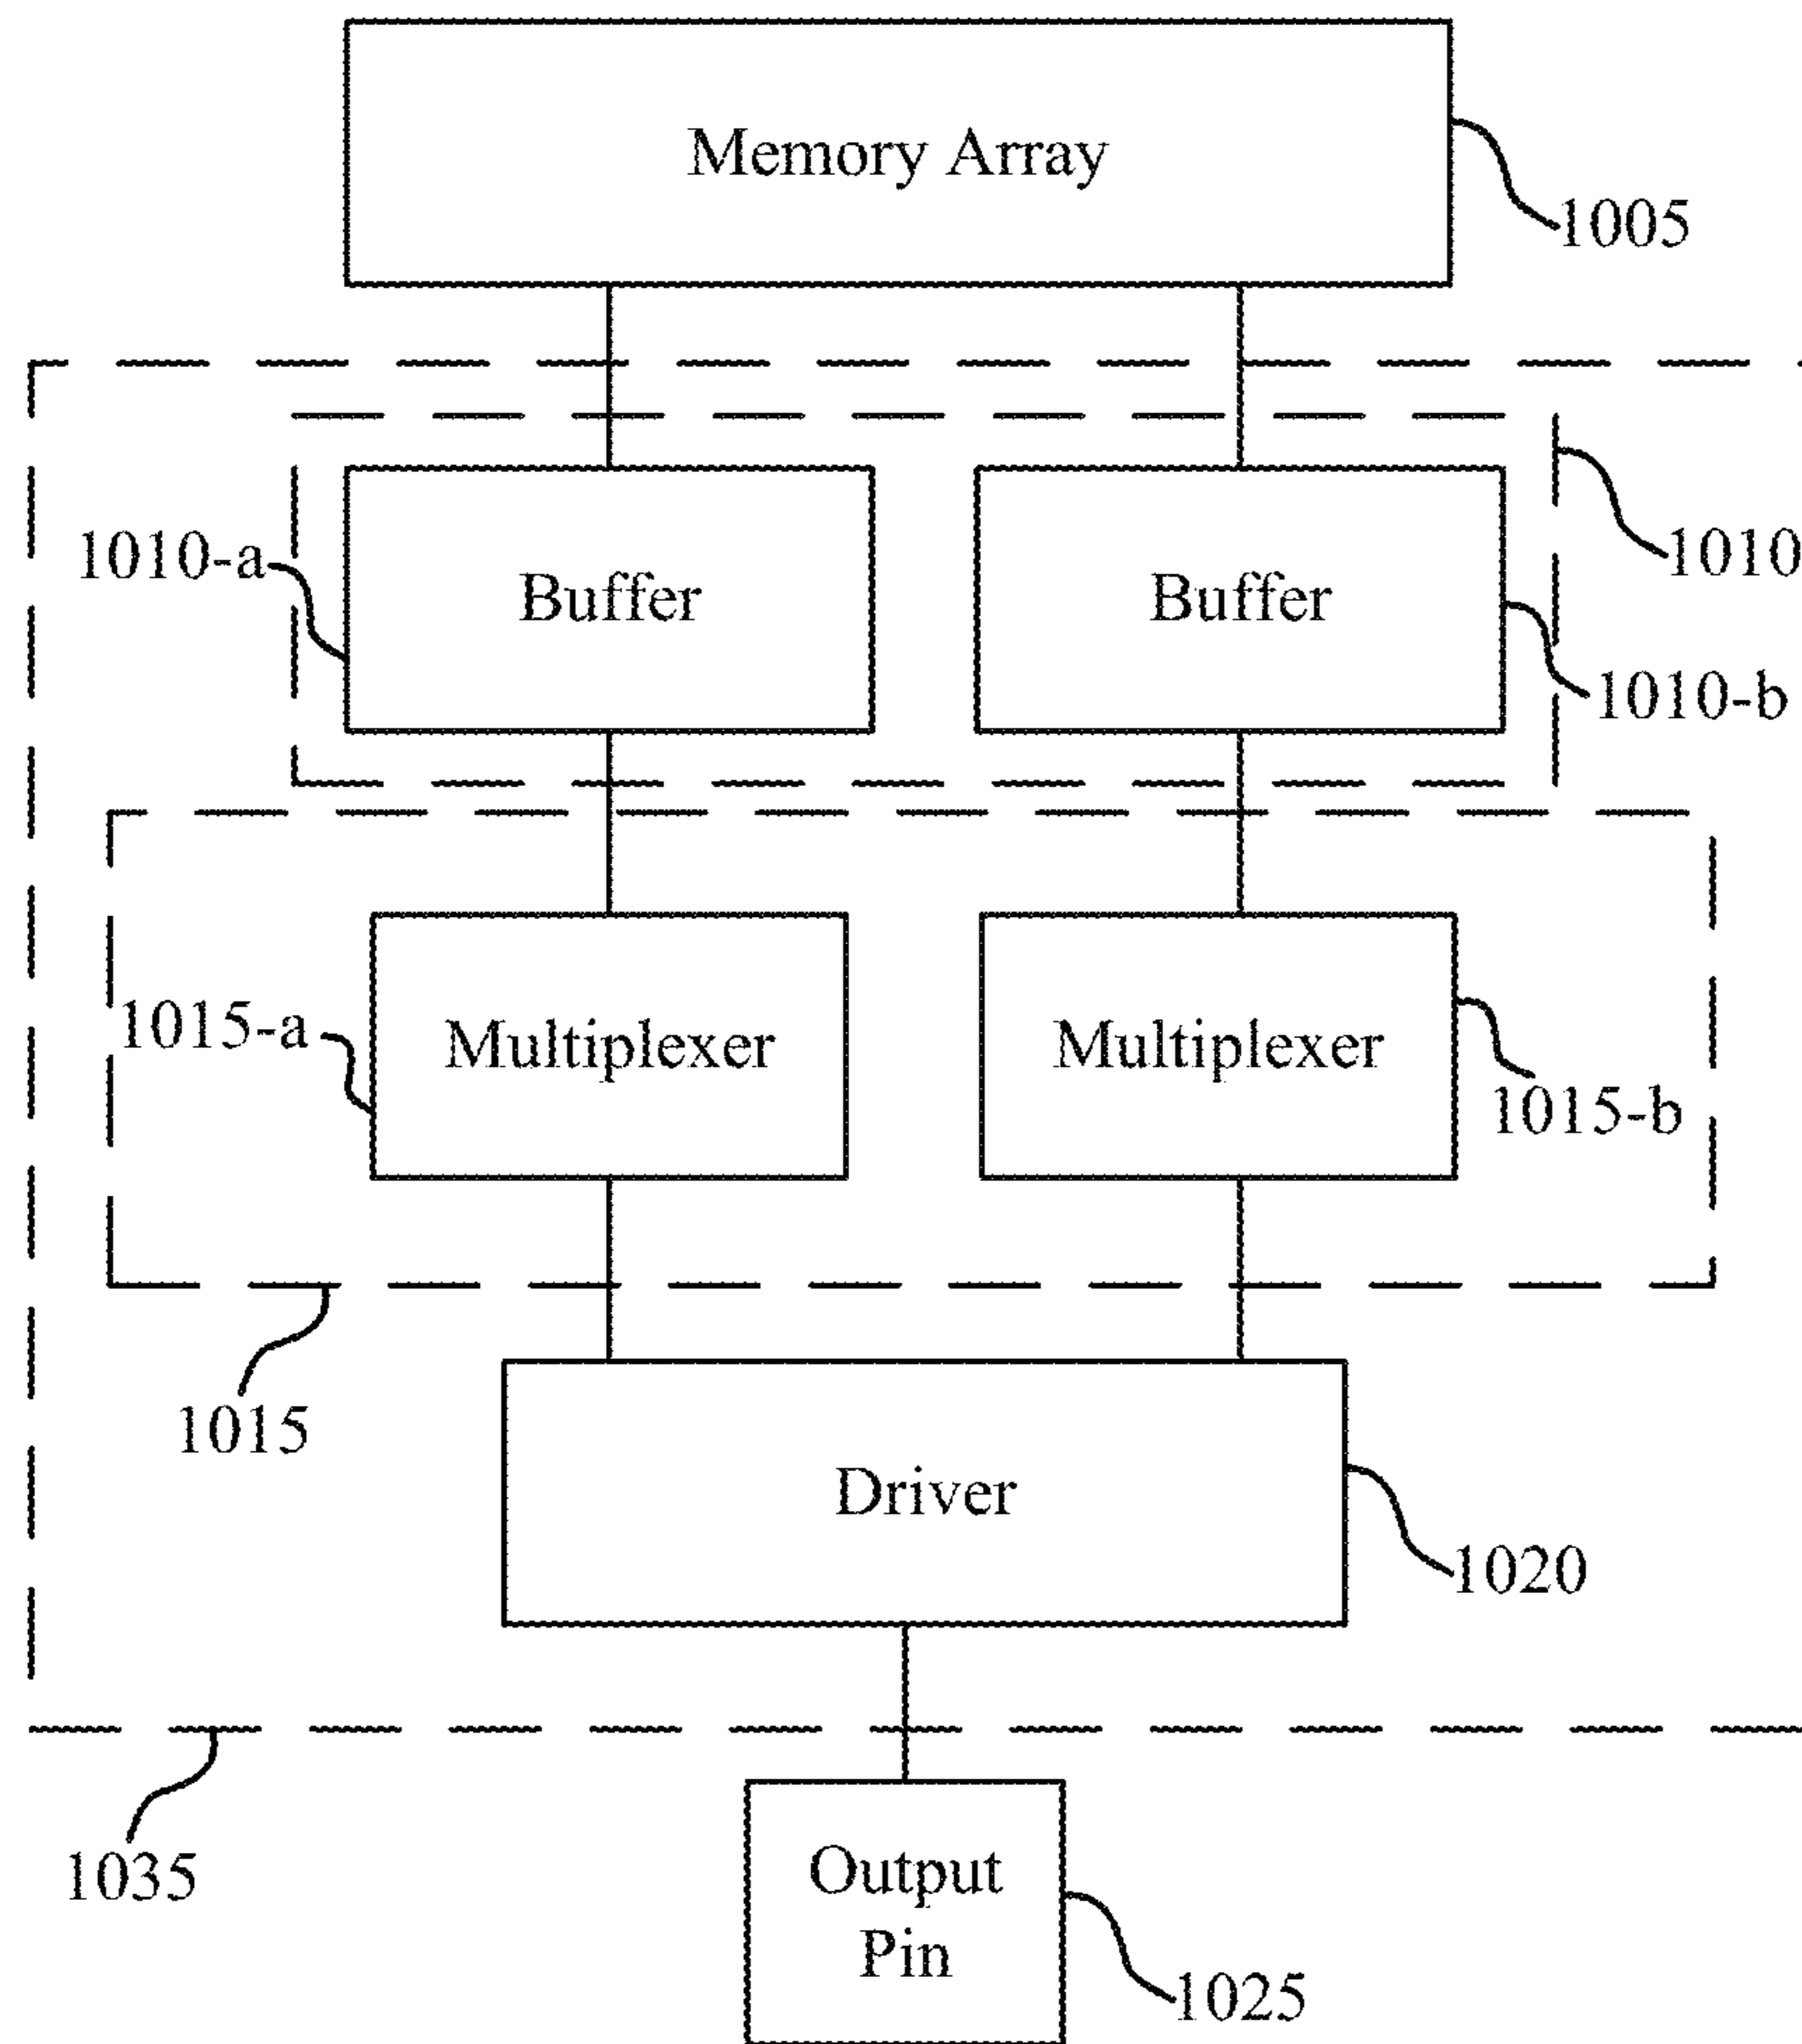 Memory Array
1005
1010-a
Buffer
Buffer
1010
1010-b
1015-a
Multiplexer
Multiplexer
1015-b
1015
Driver
1020
1035
Output
Pin
1025